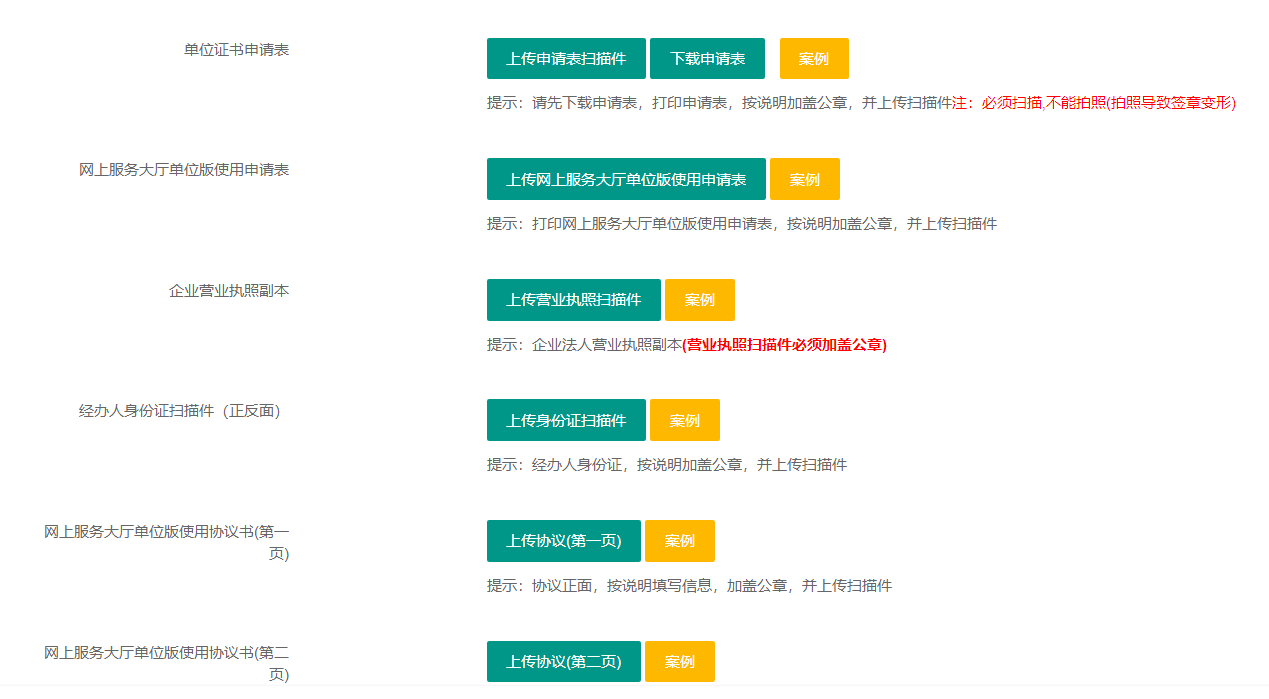 单位证书申请表
上传申请表扫描件 下载申请表 案例
提示：请先下载申请表，打印申请表，按说明加盖公章，并上传扫描件注：必须扫描,不能拍照(拍照导致签章变形)
网上服务大厅单位版使用申请表
上传网上服务大厅单位版使用申请表 案例
提示：打印网上服务大厅单位版使用申请表，按说明加盖公章，并上传扫描件
企业营业执照副本
上传营业执照扫描件 案例
提示：企业法人营业执照副本(营业执照扫描件必须加盖公章)
经办人身份证扫描件（正反面）
上传身份证扫描件 案例
提示：经办人身份证，按说明加盖公章，并上传扫描件
网上服务大厅单位版使用协议书(第一
页)
上传协议(第一页) 案例
提示：协议正面，按说明填写信息，加盖公章，并上传扫描件
网上服务大厅单位版使用协议书(第二
页)
上传协议(第二页) 案例